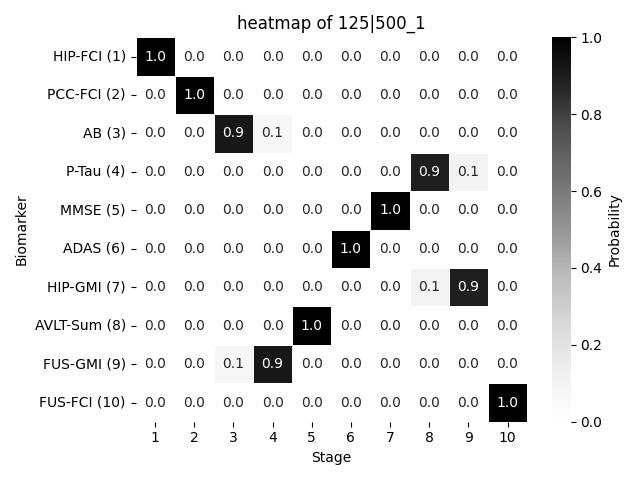 heatmap of 125|500_1
HIP-FCI (1) 1.0 0.0 0.0 0.0 0.0 0.0 0.0 0.0 0.0 0.0
PCC-FCI (2) 0.0 1.0 0.0 0.0 0.0 0.0 0.0 0.0 0.0 0.0
AB (3) 0.0 0.0 0.9 0.1 0.0 0.0 0.0 0.0 0.0 0.0
P-Tau (4) 0.0 0.0 0.0 0.0 0.0 0.0 0.0 0.9 0.1 0.0
MMSE (5) 0.0 0.0 0.0 0.0 0.0 0.0 1.0 0.0 0.0 0.0
ADAS (6) 0.0 0.0 0.0 0.0 0.0 1.0 0.0 0.0 0.0 0.0
HIP-GMI (7) 0.0 0.0 0.0 0.0 0.0 0.0 0.0 0.1 0.9 0.0
AVLT-Sum (8) 0.0 0.0 0.0 0.0 1.0 0.0 0.0 0.0 0.0 0.0
FUS-GMI (9) 0.0 0.0 0.1 0.9 0.0 0.0 0.0 0.0 0.0 0.0
FUS-FCI (10) 0.0 0.0 0.0 0.0 0.0 0.0 0.0 0.0 0.0 1.0
1 2 3 4 5 6 7 8 9 10
Stage
Biomarker
1.0
0.8
0.6
0.4
0.2
0.0
Probability